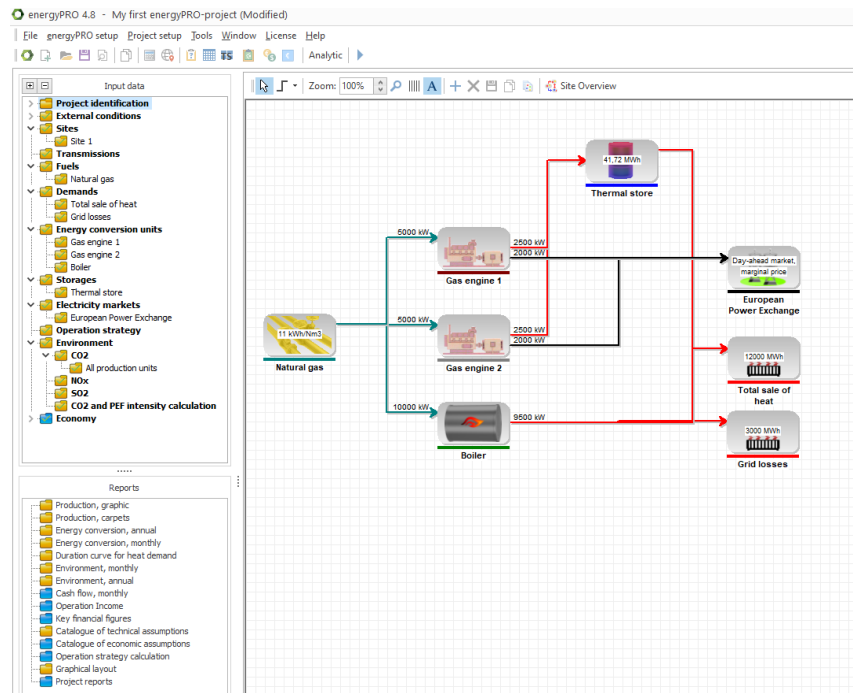 energyPRO 4.8 - My first energyPRO-project (Modified)
File energyPRO setup Project setup Tools Window License Help
TS Analytic
Input data
Project identification
External conditions
Sites
Site 1
Transmissions
Fuels
Natural gas
Demands
Total sale of heat
Grid losses
Energy conversion units
Gas engine 1
Gas engine 2
Boiler
Storages
Thermal store
Electricity markets
European Power Exchange
Operation strategy
Environment
CO2
All production units
NOx
SO2
CO2 and PEF intensity calculation
Economy
Reports
Production, graphic
Production, carpets
Energy conversion, annual
Energy conversion, monthly
Duration curve for heat demand
Environment, monthly
Environment, annual
Cash flow, monthly
Operation Income
Key financial figures
Catalogue of technical assumptions
Catalogue of economic assumptions
Operation strategy calculation
Graphical layout
Project reports
Zoom: 100% A Site Overview
41,72 MWh
Thermal store
5000 kW
2500 kW
2000 kW
Gas engine 1
Day-ahead market,
marginal price
European
Power Exchange
11 kWh/Nm3
Natural gas
5000 kW
2500 kW
2000 kW
Gas engine 2
12000 MWh
Total sale of
heat
10000 kW
9500 kW
Boiler
3000 MWh
Grid losses